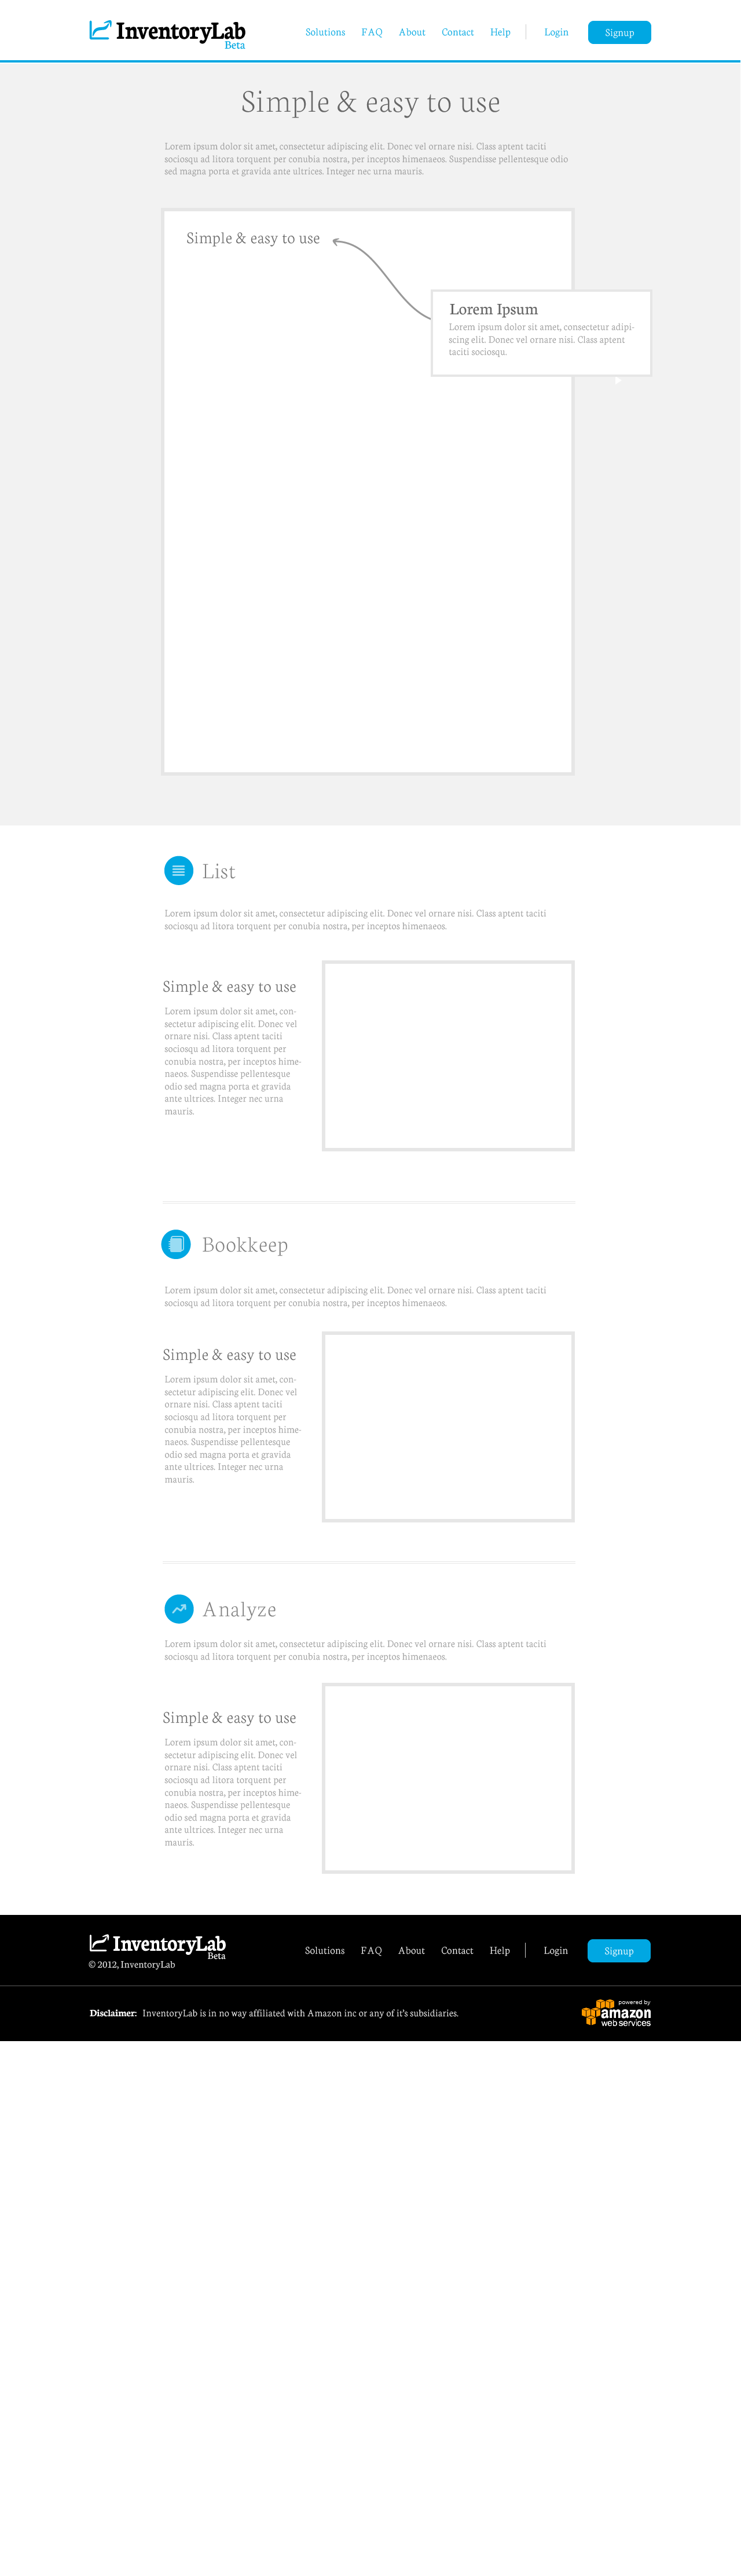 InventoryLab
Beta
Solutions FAQ About Contact Help Login Signup
Simple & easy to use
Lorem ipsum dolor sit amet, consectetur adipiscing elit. Donec vel ornare nisi. Class aptent taciti
sociosqu ad litora torquent per conubia nostra, per inceptos himenaeos. Suspendisse pellentesque odio
sed magna porta et gravida ante ultrices. Integer nec urna mauris.
Simple & easy to use
Lorem Ipsum
Lorem ipsum dolor sit amet, consectetur adipi-
scing elit. Donec vel ornare nisi. Class aptent
taciti sociosqu.
List
Lorem ipsum dolor sit amet, consectetur adipiscing elit. Donec vel ornare nisi. Class aptent taciti
sociosqu ad litora torquent per conubia nostra, per inceptos himenaeos.
Simple & easy to use
Lorem ipsum dolor sit amet, con-
sectetur adipiscing elit. Donec vel
ornare nisi. Class aptent taciti
sociosqu ad litora torquent per
conubia nostra, per inceptos hime-
naeos. Suspendisse pellentesque
odio sed magna porta et gravida
ante ultrices. Integer nec urna
mauris.
Bookkeep
Lorem ipsum dolor sit amet, consectetur adipiscing elit. Donec vel ornare nisi. Class aptent taciti
sociosqu ad litora torquent per conubia nostra, per inceptos himenaeos.
Simple & easy to use
Lorem ipsum dolor sit amet, con-
sectetur adipiscing elit. Donec vel
ornare nisi. Class aptent taciti
sociosqu ad litora torquent per
conubia nostra, per inceptos hime-
naeos. Suspendisse pellentesque
odio sed magna porta et gravida
ante ultrices. Integer nec urna
mauris.
Analyze
Lorem ipsum dolor sit amet, consectetur adipiscing elit. Donec vel ornare nisi. Class aptent taciti
sociosqu ad litora torquent per conubia nostra, per inceptos himenaeos.
Simple & easy to use
Lorem ipsum dolor sit amet, con-
sectetur adipiscing elit. Donec vel
ornare nisi. Class aptent taciti
sociosqu ad litora torquent per
conubia nostra, per inceptos hime-
naeos. Suspendisse pellentesque
odio sed magna porta et gravida
ante ultrices. Integer nec urna
mauris.
InventoryLab
Beta
© 2012, InventoryLab
Solutions FAQ About Contact Help Login Signup
Disclaimer: InventoryLab is in no way affiliated with Amazon inc or any of it's subsidiaries.
powered by
amazon
web services